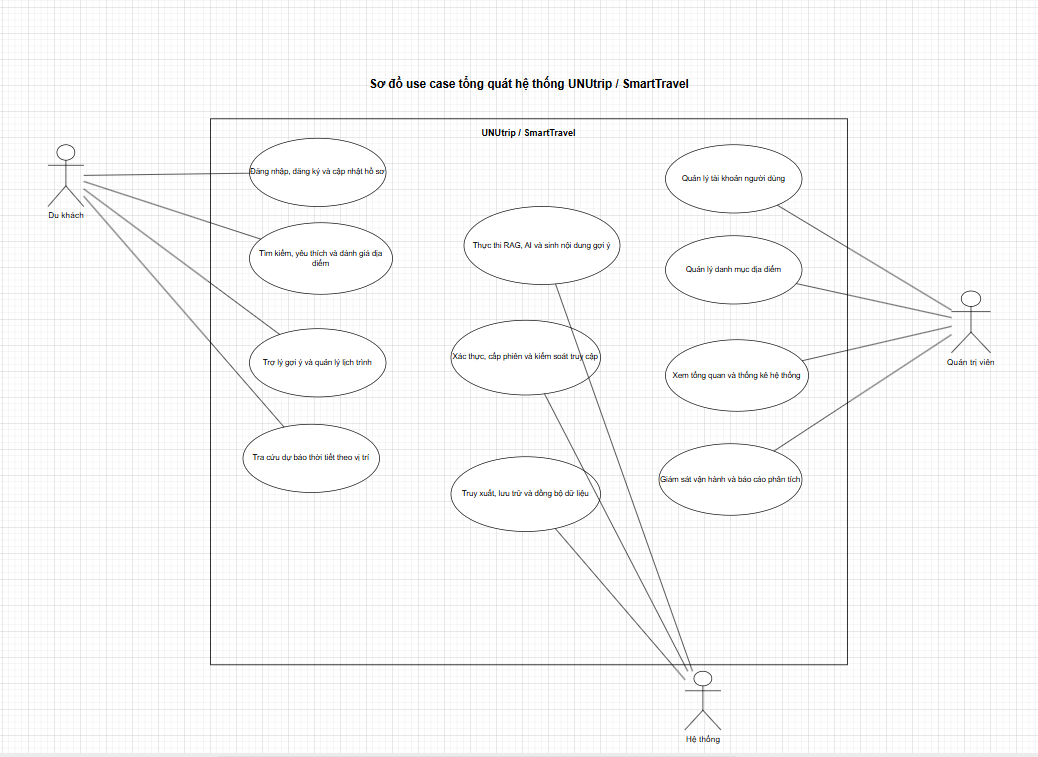 Sơ đồ use case tổng quát hệ thống UNUtrip / SmartTravel
UNUtrip / SmartTravel
Du khách
Đăng nhập, đăng ký và cập nhật hồ sơ
Tìm kiếm, yêu thích và đánh giá địa
điểm
Trợ lý gợi ý và quản lý lịch trình
Tra cứu dự báo thời tiết theo vị trí
Thực thi RAG, AI và sinh nội dung gợi ý
Xác thực, cấp phiên và kiểm soát truy cập
Truy xuất, lưu trữ và đồng bộ dữ liệu
Quản lý tài khoản người dùng
Quản lý danh mục địa điểm
Xem tổng quan và thống kê hệ thống
Giám sát vận hành và báo cáo phân tích
Quản trị viên
Hệ thống